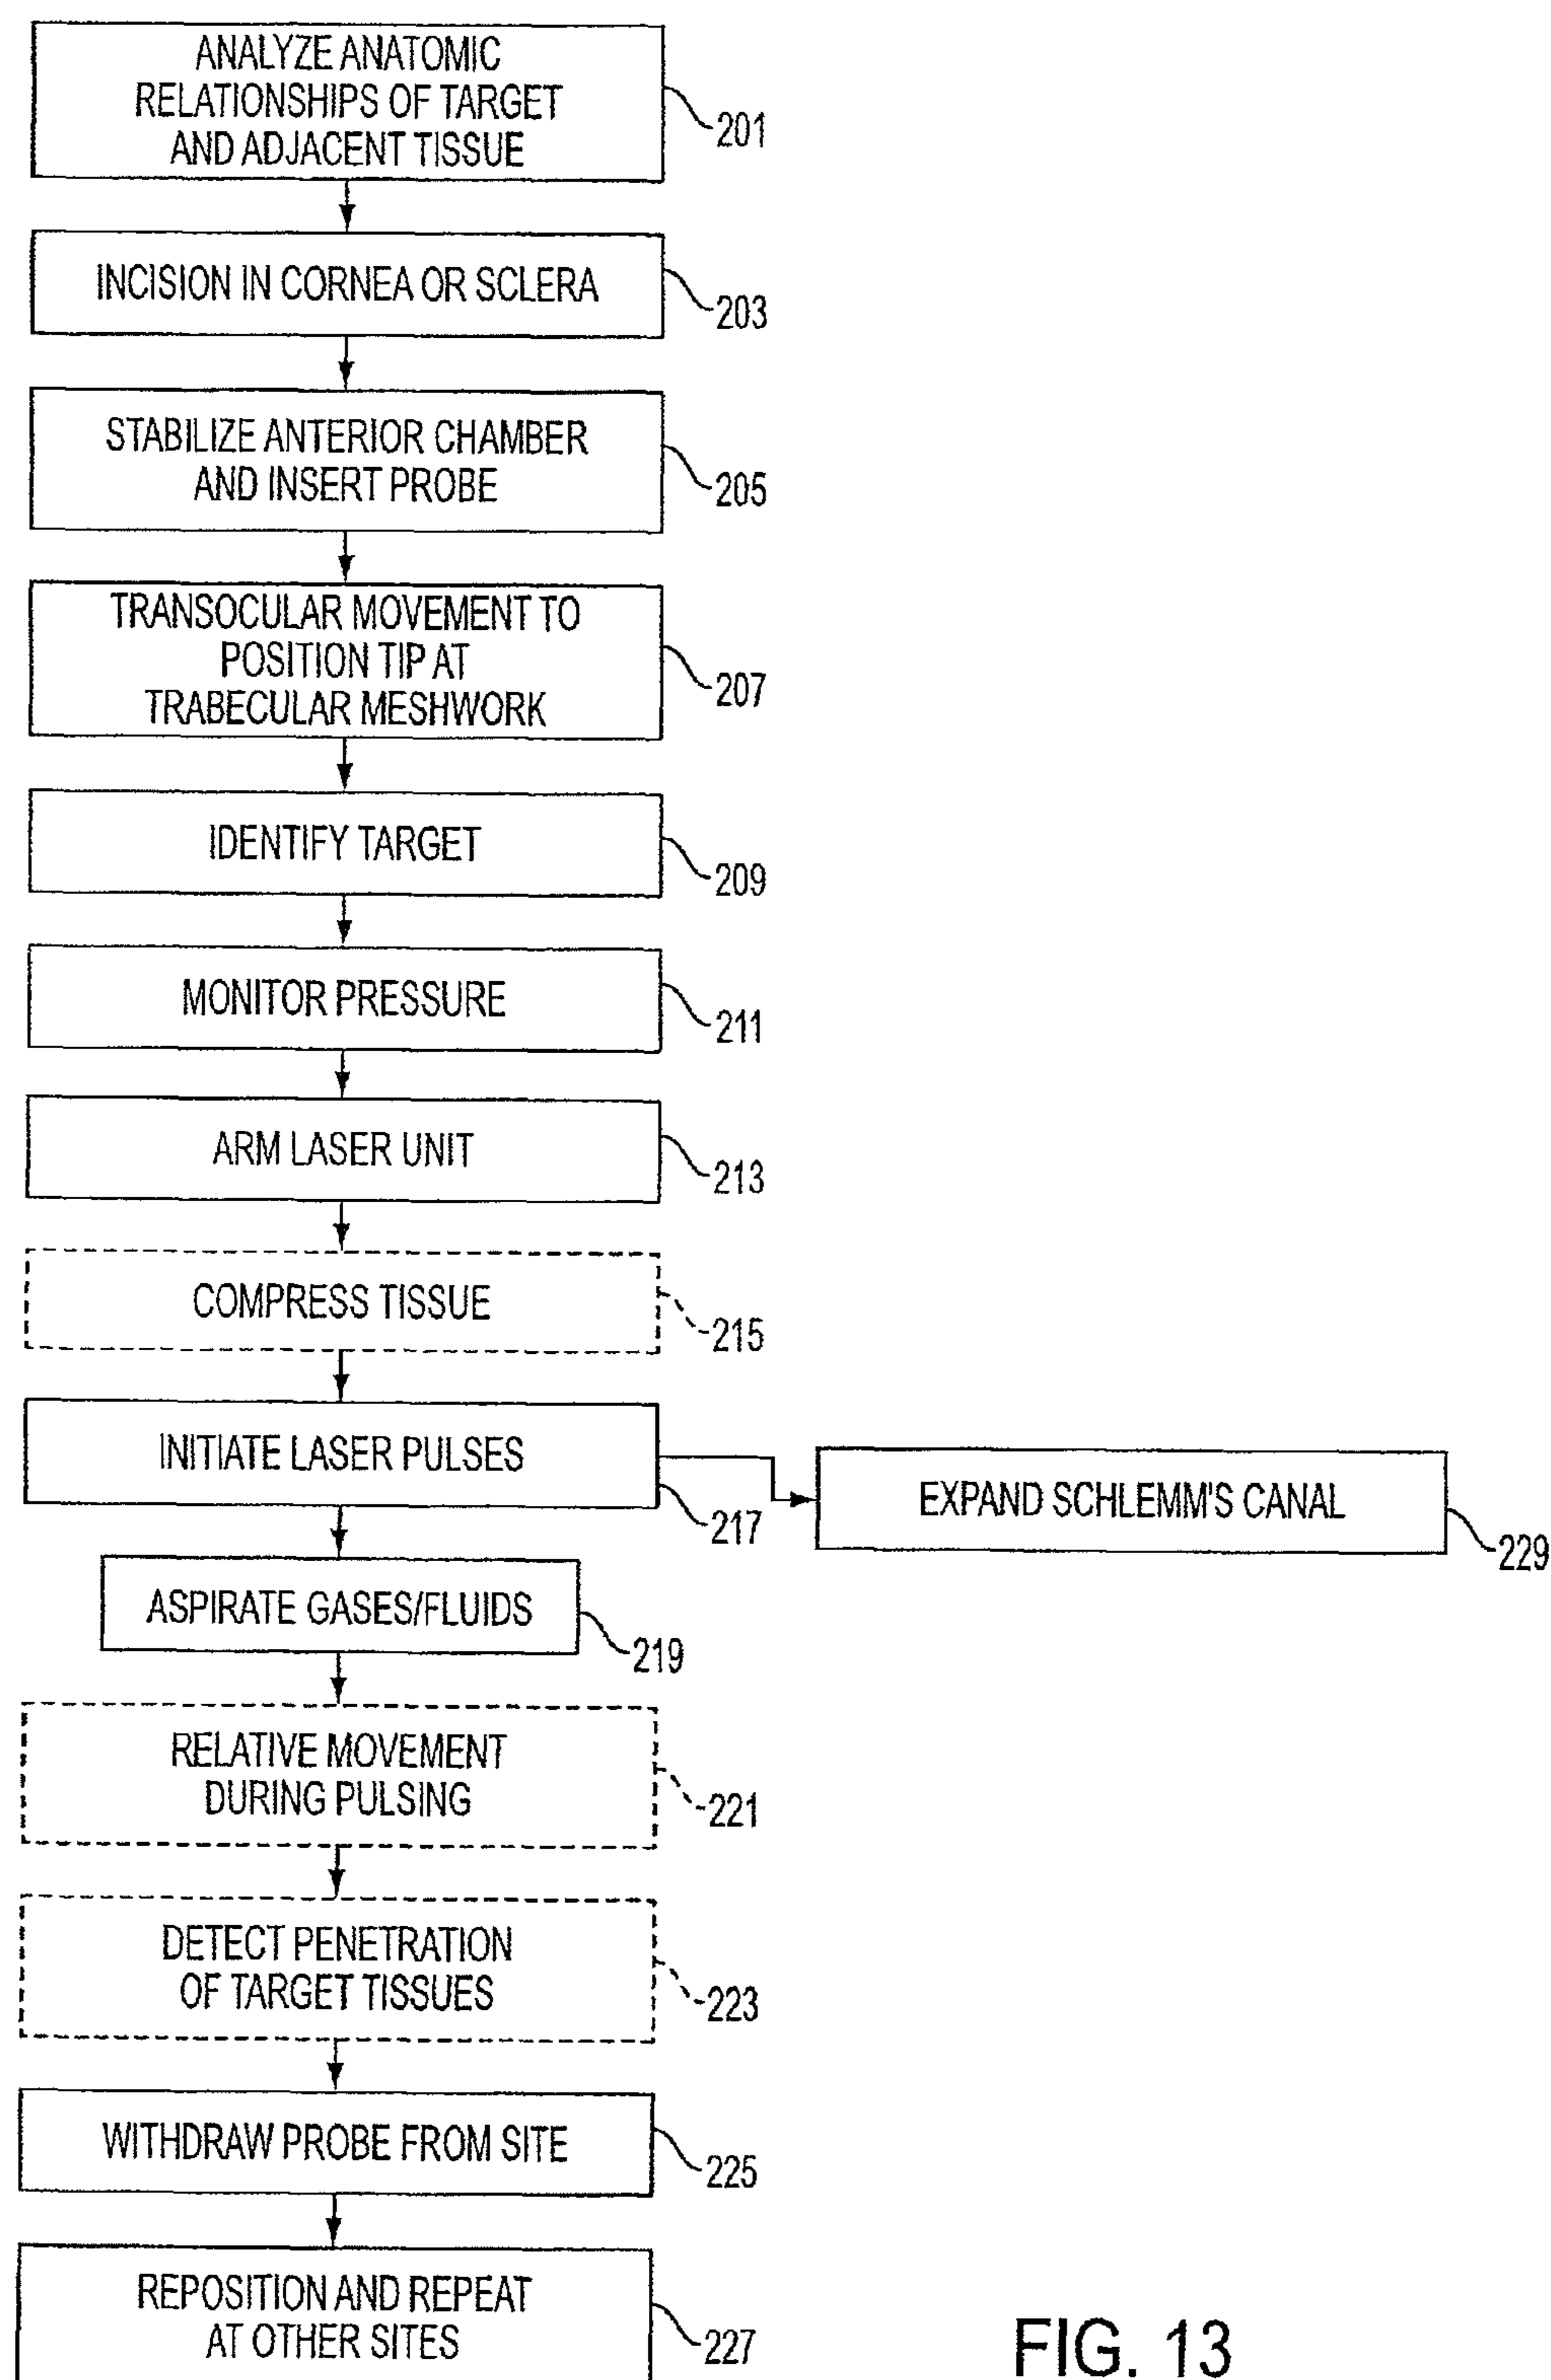 ANALYZE ANATOMIC
RELATIONSHIPS OF TARGET
AND ADJACENT TISSUE
201
INCISION IN CORNEA OR SCLERA
203
STABILIZE ANTERIOR CHAMBER
AND INSERT PROBE
205
TRANSOCULAR MOVEMENT TO
POSITION TIP AT
TRABECULAR MESHWORK
207
IDENTIFY TARGET
209
MONITOR PRESSURE
211
ARM LASER UNIT
213
COMPRESS TISSUE
215
INITIATE LASER PULSES
217
EXPAND SCHLEMM'S CANAL
229
ASPIRATE GASES/FLUIDS
219
RELATIVE MOVEMENT
DURING PULSING
221
DETECT PENETRATION
OF TARGET TISSUES
223
WITHDRAW PROBE FROM SITE
225
REPOSITION AND REPEAT
AT OTHER SITES
227
FIG. 13